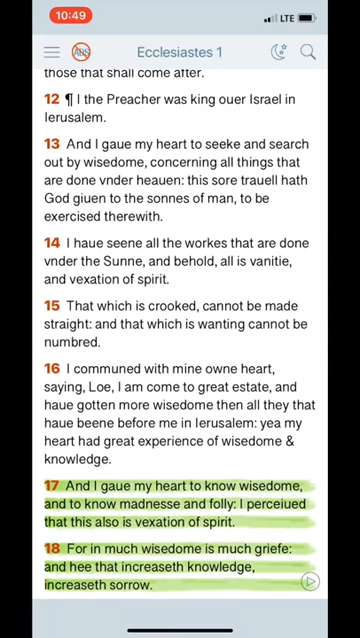 10:49
LTE
Ecclesiastes 1
those that shall come after.
12 ¶ I the Preacher was king ouer Israel in
Ierusalem.
13 And I gaue my heart to seeke and search
out by wisedome, concerning all things that
are done vnder heauen: this sore trauell hath
God giuen to the sonnes of man, to be
exercised therewith.
14 I haue seene all the workes that are done
vnder the Sunne, and behold, all is vanitie,
and vexation of spirit.
15 That which is crooked, cannot be made
straight: and that which is wanting cannot be
numbred.
16 I communed with mine owne heart,
saying, Loe, I am come to great estate, and
haue gotten more wisedome then all they that
haue beene before me in Ierusalem: yea my
heart had great experience of wisedome &
knowledge.
17 And I gaue my heart to know wisedome,
and to know madnesse and folly: I perceiued
that this also is vexation of spirit.
18 For in much wisedome is much griefe:
and hee that increaseth knowledge,
increaseth sorrow.